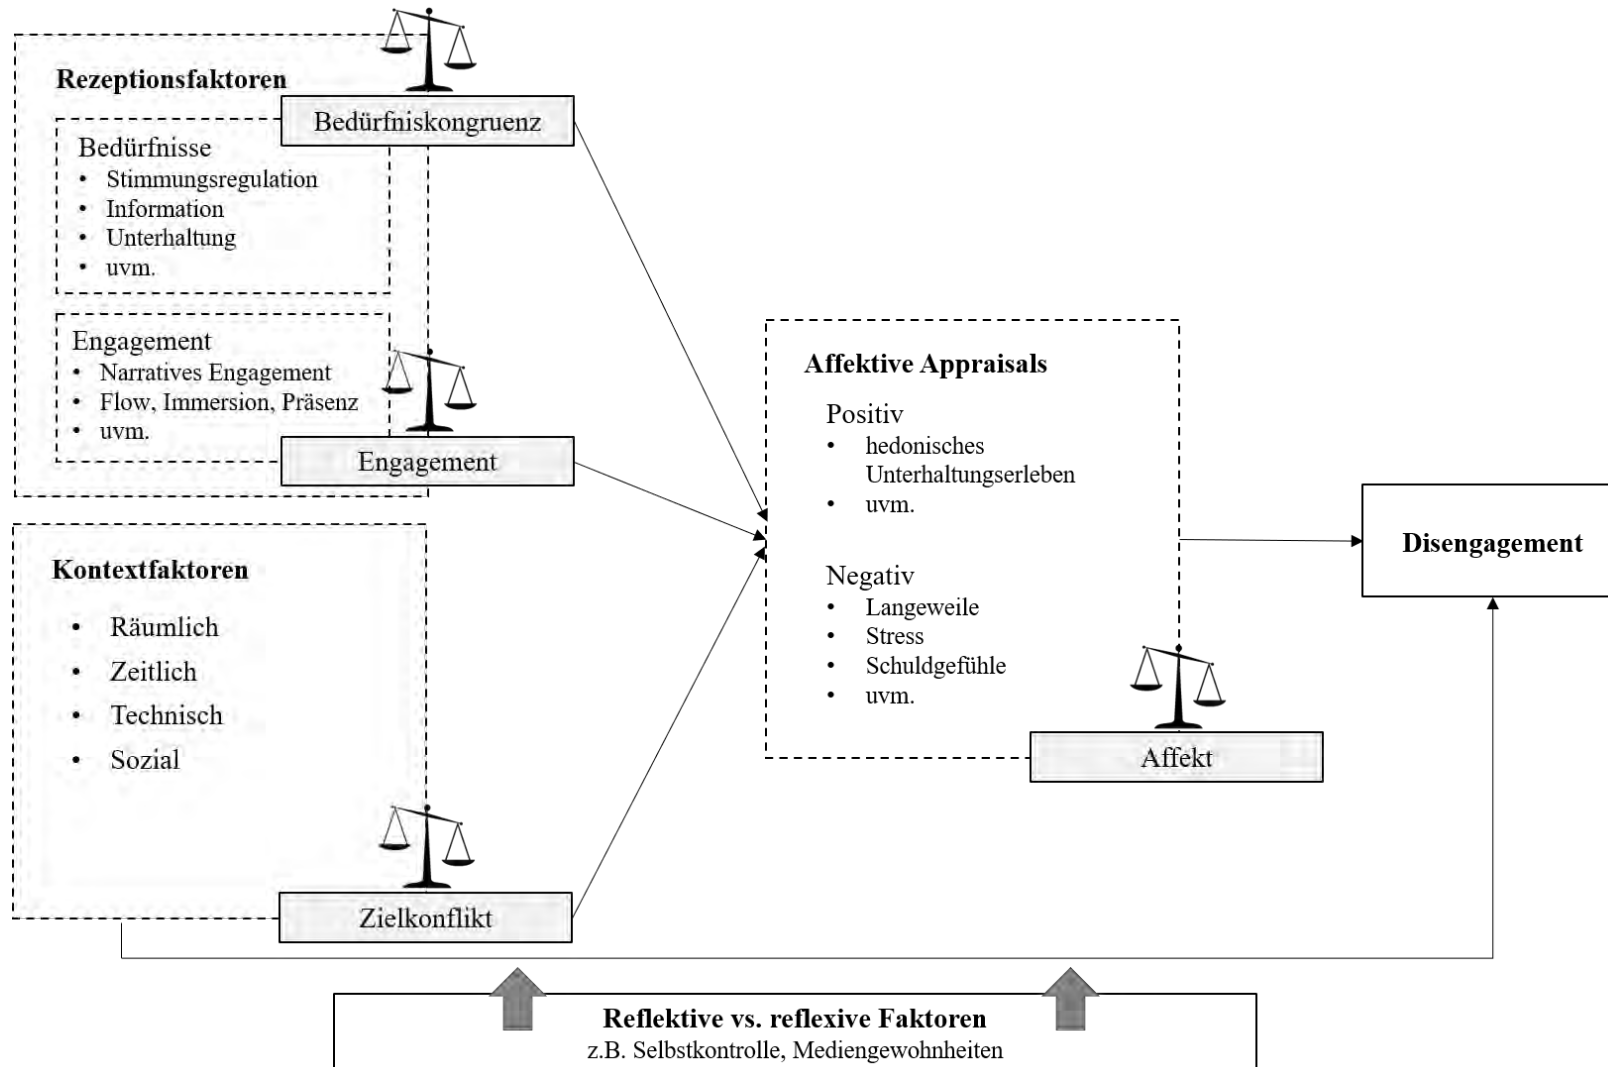 Rezeptionsfaktoren
Bedürfniskongruenz
Bedürfnisse
• Stimmungsregulation
• Information
• Unterhaltung
• uvm.
Engagement
• Narratives Engagement
• Flow, Immersion, Präsenz
• uvm.
Engagement
Kontextfaktoren
• Räumlich
• Zeitlich
• Technisch
• Sozial
Zielkonflikt
Affektive Appraisals
Positiv
• hedonisches
Unterhaltungserleben
• uvm.
Negativ
• Langeweile
• Stress
• Schuldgefühle
• uvm.
Affekt
Disengagement
Reflektive vs. reflexive Faktoren
z.B. Selbstkontrolle, Mediengewohnheiten